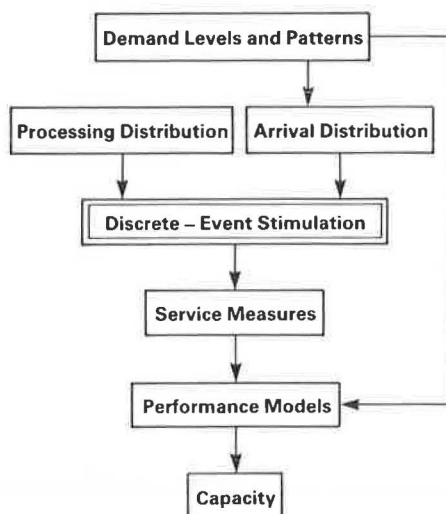 Demand Levels and Patterns
Processing Distribution
Arrival Distribution
Discrete – Event Stimulation
Service Measures
Performance Models
Capacity